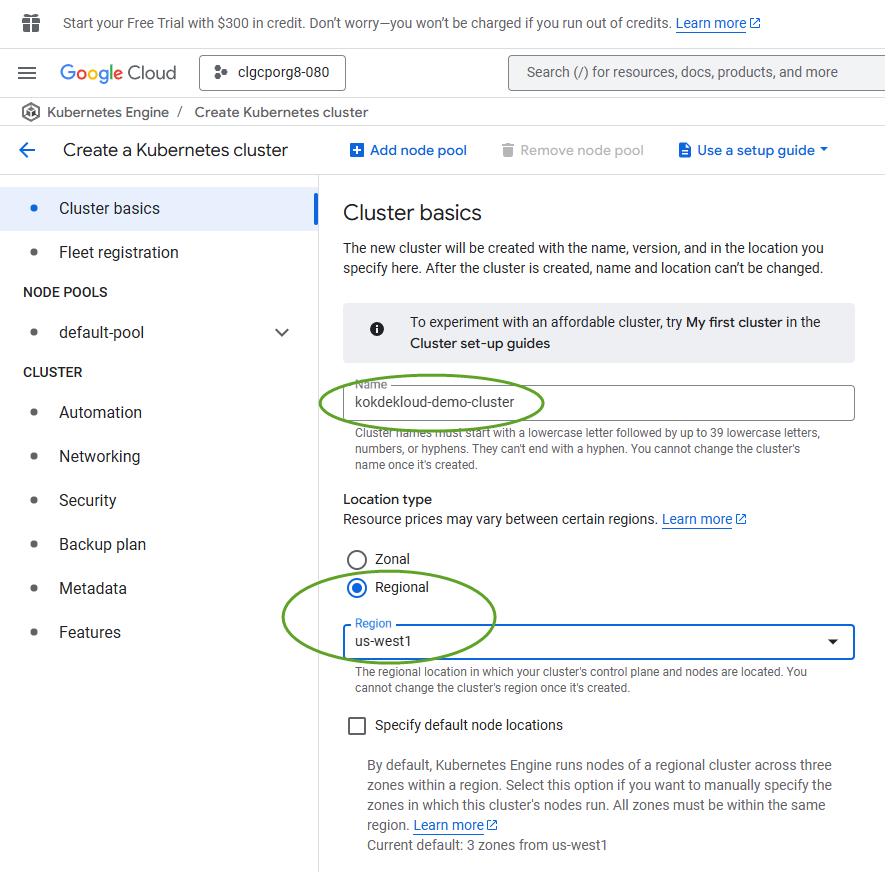 Start your Free Trial with $300 in credit. Don’t worry—you won’t be charged if you run out of credits. Learn more
Google Cloud
clgcporg8-080
Search (/) for resources, docs, products, and more
Kubernetes Engine / Create Kubernetes cluster
Create a Kubernetes cluster
Add node pool
Remove node pool
Use a setup guide
Cluster basics
Fleet registration
NODE POOLS
default-pool
CLUSTER
Automation
Networking
Security
Backup plan
Metadata
Features
Cluster basics
The new cluster will be created with the name, version, and in the location you
specify here. After the cluster is created, name and location can’t be changed.
To experiment with an affordable cluster, try My first cluster in the
Cluster set-up guides
Name
kokdekloud-demo-cluster
Cluster names must start with a lowercase letter followed by up to 39 lowercase letters,
numbers, or hyphens. They can't end with a hyphen. You cannot change the cluster's
name once it's created.
Location type
Resource prices may vary between certain regions. Learn more
Zonal
Regional
Region
us-west1
The regional location in which your cluster's control plane and nodes are located. You
cannot change the cluster's region once it's created.
Specify default node locations
By default, Kubernetes Engine runs nodes of a regional cluster across three
zones within a region. Select this option if you want to manually specify the
zones in which this cluster's nodes run. All zones must be within the same
region. Learn more
Current default: 3 zones from us-west1